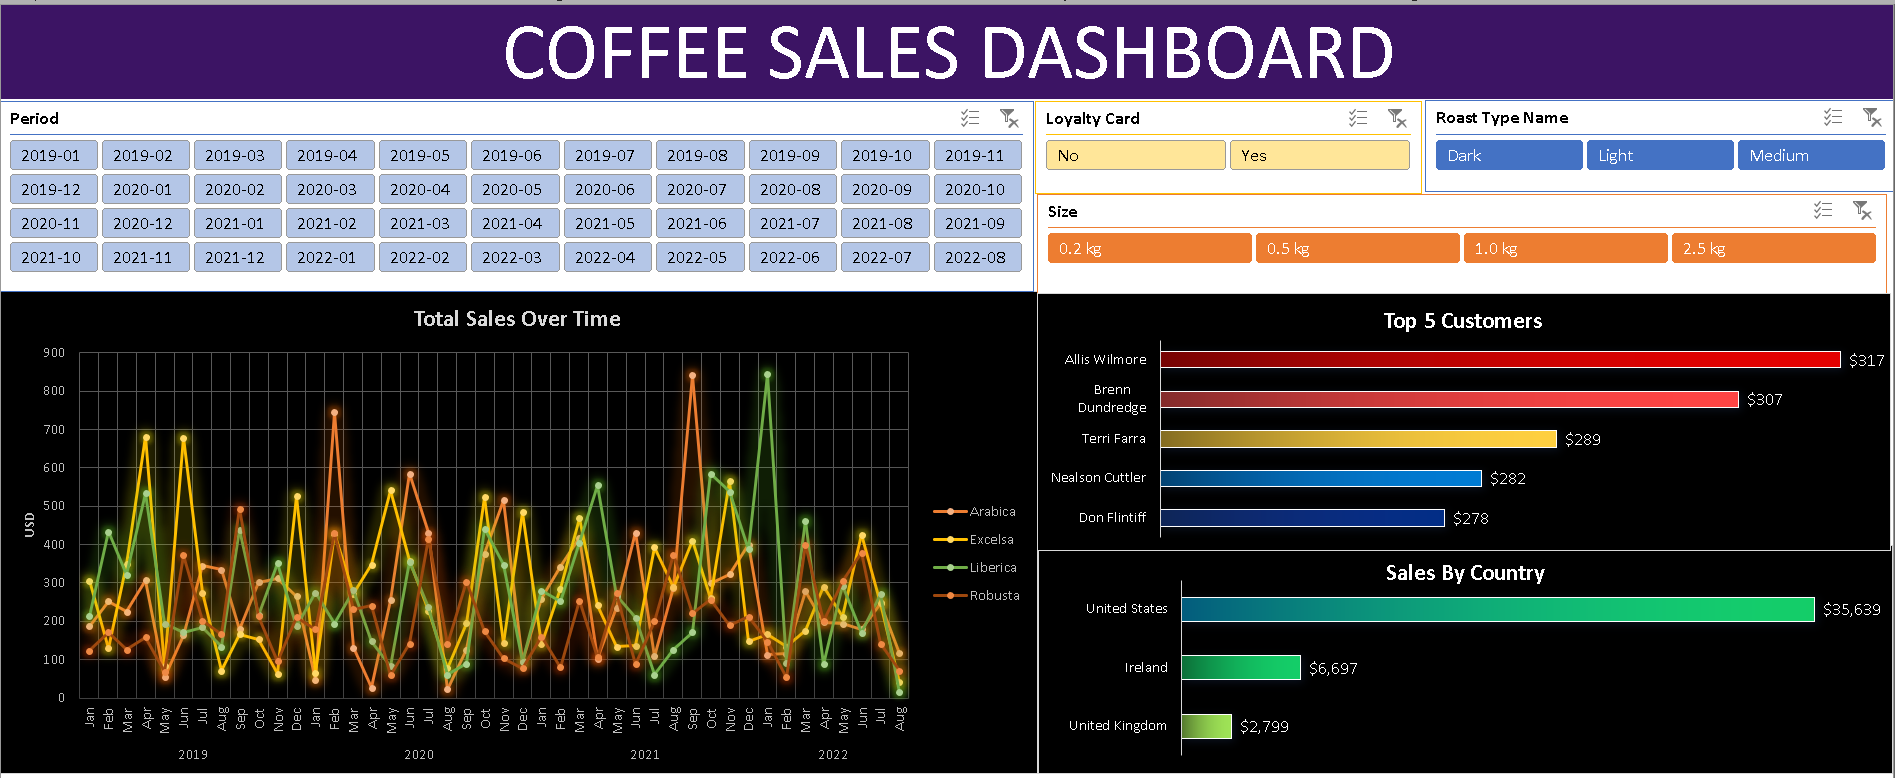 COFFEE SALES DASHBOARD
Period
2019-01 2019-02 2019-03 2019-04 2019-05 2019-06 2019-07 2019-08 2019-09 2019-10 2019-11
2019-12 2020-01 2020-02 2020-03 2020-04 2020-05 2020-06 2020-07 2020-08 2020-09 2020-10
2020-11 2020-12 2021-01 2021-02 2021-03 2021-04 2021-05 2021-06 2021-07 2021-08 2021-09
2021-10 2021-11 2021-12 2022-01 2022-02 2022-03 2022-04 2022-05 2022-06 2022-07 2022-08
Loyalty Card
No Yes
Roast Type Name
Dark Light Medium
Size
0.2 kg 0.5 kg 1.0 kg 2.5 kg
Total Sales Over Time
900
800
700
600
500
400
300
200
100
0
USD
Jan Feb Mar Apr May Jun Jul Aug Sep Oct Nov Dec Jan Feb Mar Apr May Jun Jul Aug Sep Oct Nov Dec Jan Feb Mar Apr May Jun Jul Aug Sep Oct Nov Dec Jan Feb Mar Apr May Jun Jul Aug
2019 2020 2021 2022
Arabica
Excelsa
Liberica
Robusta
Top 5 Customers
Allis Wilmore $317
Brenn
Dundredge $307
Terri Farra $289
Nealson Cuttler $282
Don Flintiff $278
Sales By Country
United States $35,639
Ireland $6,697
United Kingdom $2,799